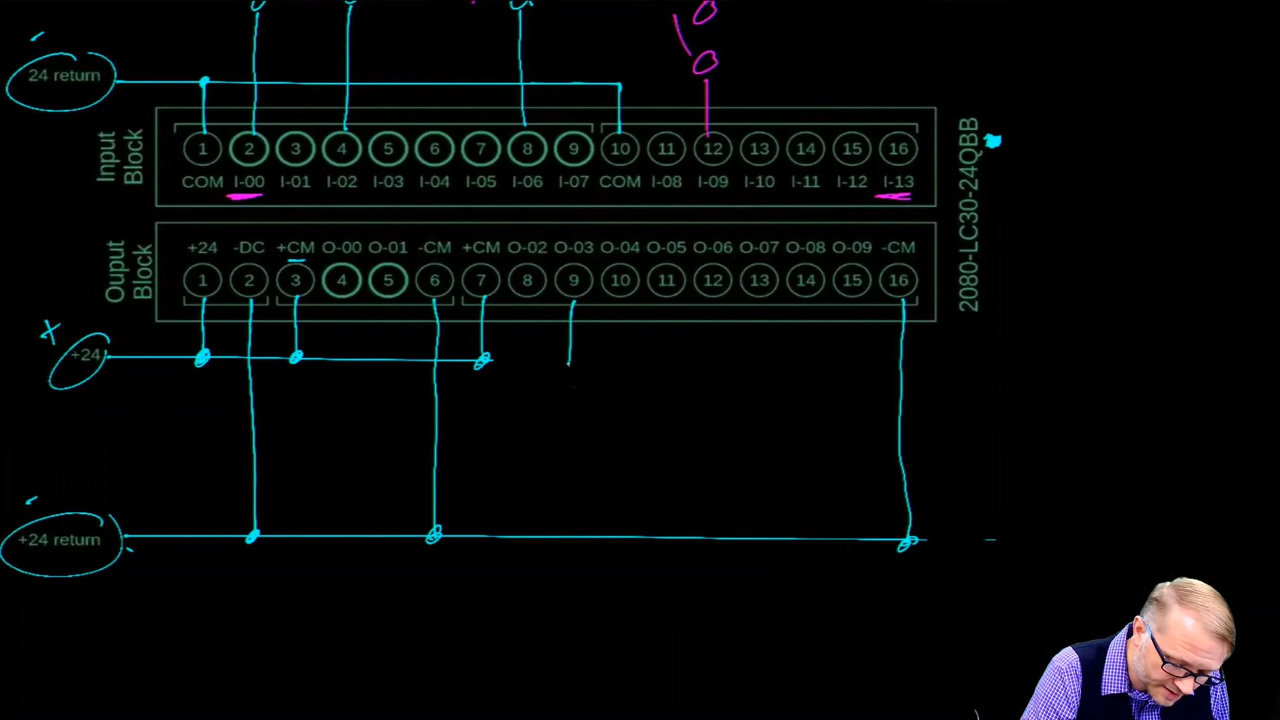 24 return
Input
Block
1 2 3 4 5 6 7 8 9 10 11 12 13 14 15 16
COM I-00 I-01 I-02 I-03 I-04 I-05 I-06 I-07 COM I-08 I-09 I-10 I-11 I-12 I-13
2080-LC30-24QBB
Ouput
Block
+24 -DC +CM O-00 O-01 -CM +CM O-02 O-03 O-04 O-05 O-06 O-07 O-08 O-09 -CM
1 2 3 4 5 6 7 8 9 10 11 12 13 14 15 16
+24
+24 return